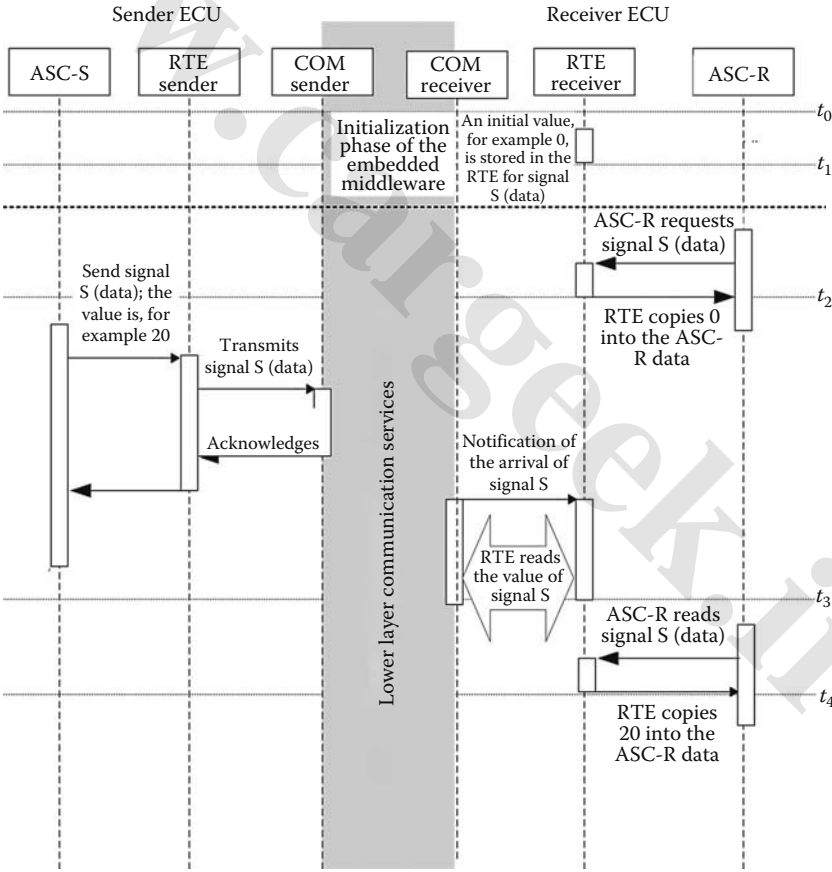 Sender ECU
Receiver ECU
ASC-S
RTE
sender
COM
sender
COM
receiver
RTE
receiver
ASC-R
t0
Initialization
phase of the
embedded
middleware
An initial value,
for example 0,
is stored in the
RTE for signal
S (data)
t1
ASC-R requests
signal S (data)
t2
RTE copies 0
into the ASC-
R data
Send signal
S (data); the
value is, for
example 20
Transmits
signal S (data)
Acknowledges
Lower layer communication services
Notification of
the arrival of
signal S
RTE reads
the value of
signal S
t3
ASC-R reads
signal S (data)
t4
RTE copies
20 into the
ASC-R data
w.cargeek.ir